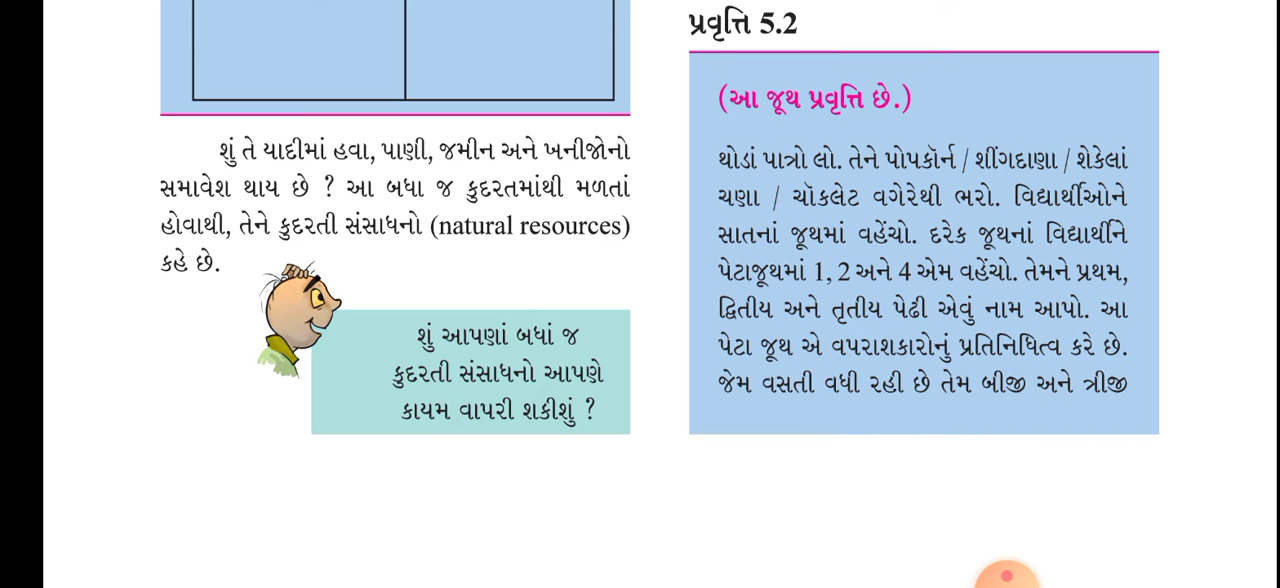 શું તે યાદીમાં હવા, પાણી, જમીન અને ખનીજોનો
સમાવેશ થાય છે ? આ બધા જ કુદરતમાંથી મળતાં
હોવાથી, તેને કુદરતી સંસાધનો (natural resources)
કહે છે.
શું આપણાં બધાં જ
કુદરતી સંસાધનો આપણે
કાયમ વાપરી શકીશું ?
પ્રવૃત્તિ 5.2
(આ જૂથ પ્રવૃત્તિ છે.)
થોડાં પાત્રો લો. તેને પોપકૉર્ન / શીંગદાણા / શેકેલાં
ચણા / ચૉકલેટ વગેરેથી ભરો. વિદ્યાર્થીઓને
સાતનાં જૂથમાં વહેંચો. દરેક જૂથનાં વિદ્યાર્થીને
પેટાજૂથમાં 1, 2 અને 4 એમ વહેંચો. તેમને પ્રથમ,
દ્વિતીય અને તૃતીય પેઢી એવું નામ આપો. આ
પેટા જૂથ એ વપરાશકારોનું પ્રતિનિધિત્વ કરે છે.
જેમ વસતી વધી રહી છે તેમ બીજી અને ત્રીજી